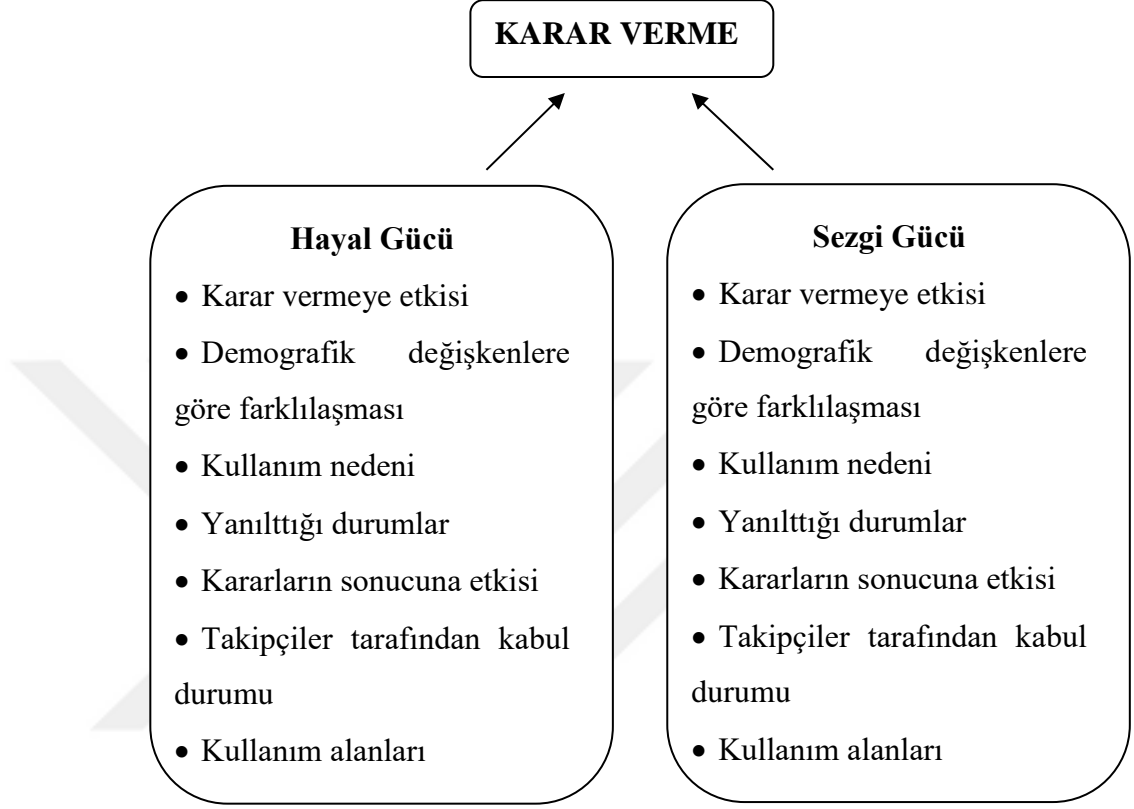 KARAR VERME
Hayal Gücü
• Karar vermeye etkisi
• Demografik değişkenlere
göre farklılaşması
• Kullanım nedeni
• Yanılttığı durumlar
• Kararların sonucuna etkisi
• Takipçiler tarafından kabul
durumu
• Kullanım alanları
Sezgi Gücü
• Karar vermeye etkisi
• Demografik değişkenlere
göre farklılaşması
• Kullanım nedeni
• Yanılttığı durumlar
• Kararların sonucuna etkisi
• Takipçiler tarafından kabul
durumu
• Kullanım alanları